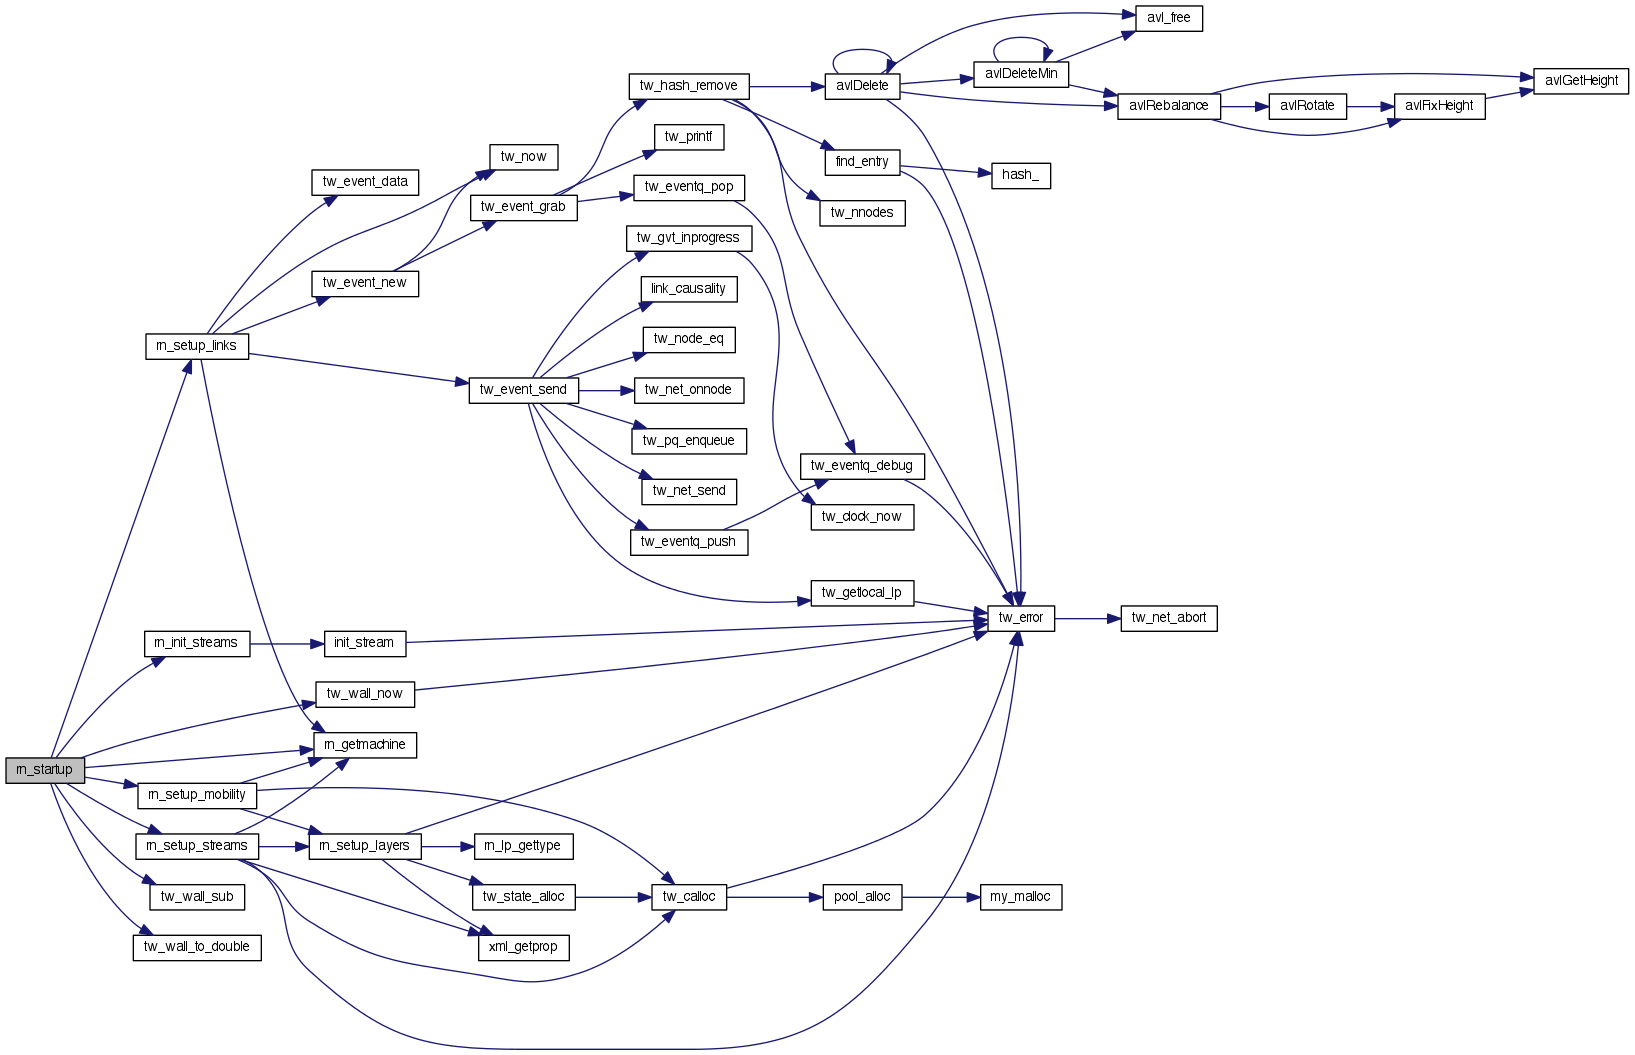 avl_free
avlDeleteMin
avlGetHeight
tw_hash_remove
avlDelete
avlRebalance
avlRotate
avlFixHeight
tw_printf
tw_now
find_entry
hash_
tw_event_data
tw_eventq_pop
tw_event_grab
tw_nnodes
tw_gvt_inprogress
tw_event_new
link_causality
tw_node_eq
rn_setup_links
tw_event_send
tw_net_onnode
tw_pq_enqueue
tw_eventq_debug
tw_net_send
tw_clock_now
tw_eventq_push
tw_getlocal_lp
tw_error
tw_net_abort
rn_init_streams
init_stream
tw_wall_now
rn_getmachine
rn_startup
rn_setup_mobility
rn_setup_streams
rn_setup_layers
rn_lp_gettype
tw_wall_sub
tw_state_alloc
tw_calloc
pool_alloc
my_malloc
tw_wall_to_double
xml_getprop